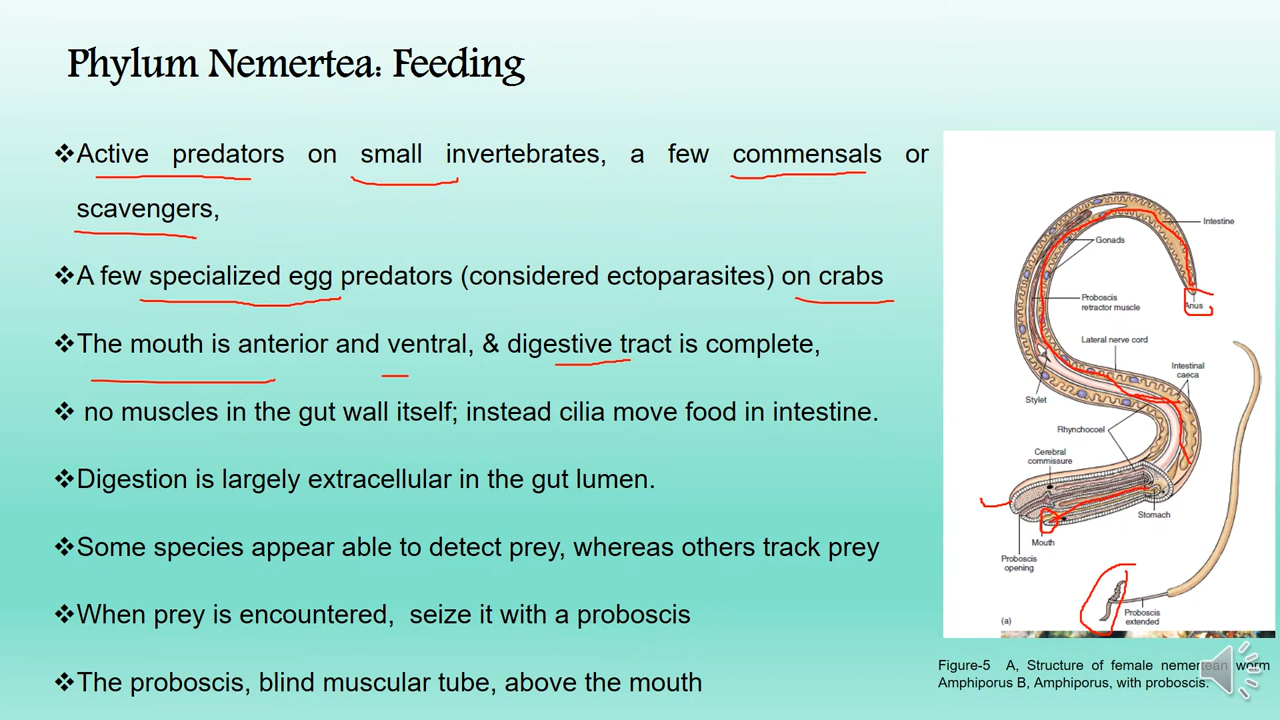 Phylum Nemertea: Feeding
❖Active predators on small invertebrates, a few commensals or
scavengers,
❖A few specialized egg predators (considered ectoparasites) on crabs
❖The mouth is anterior and ventral, & digestive tract is complete,
❖ no muscles in the gut wall itself; instead cilia move food in intestine.
❖Digestion is largely extracellular in the gut lumen.
❖Some species appear able to detect prey, whereas others track prey
❖When prey is encountered, seize it with a proboscis
❖The proboscis, blind muscular tube, above the mouth
Intestine
Gonads
Proboscis
retractor muscle
Anus
Lateral nerve cord
Intestinal
caeca
Stylet
Rhynchocoel
Cerebral
commissure
Stomach
Mouth
Proboscis
opening
Proboscis
extended
(a)
Figure-5 A, Structure of female nemertean worm
Amphiporus B, Amphiporus, with proboscis.